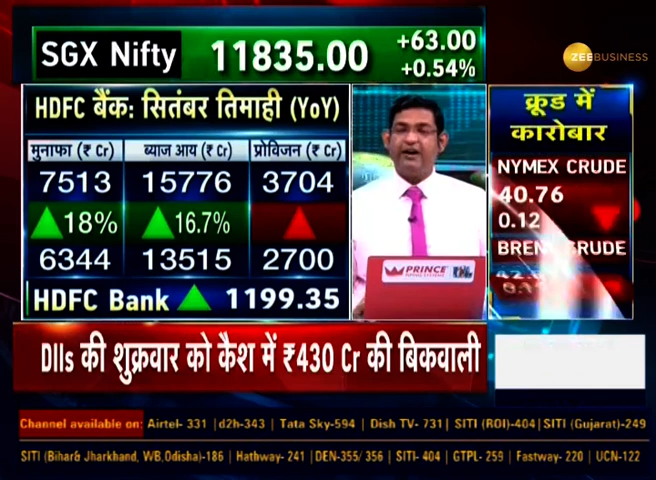 SGX Nifty 11835.00 +63.00
+0.54%
ZEE BUSINESS
HDFC बैंक: सितंबर तिमाही (YoY)
मुनाफा (₹ Cr) ब्याज आय (₹ Cr) प्रोविजन (₹ Cr)
7513 15776 3704
18% 16.7%
6344 13515 2700
HDFC Bank 1199.35
PRINCE
PIPING SYSTEMS
क्रूड में
कारोबार
NYMEX CRUDE
40.76
0.12
BRENT CRUDE
DIIs की शुक्रवार को कैश में ₹430 Cr की बिकवाली
Channel available on: Airtel- 331 | d2h-343 | Tata Sky-594 | Dish TV- 731 | SITI (ROI)-404 | SITI (Gujarat)-249
SITI (Bihar& Jharkhand, WB,Odisha)-186 | Hathway- 241 | DEN-355/ 356 | SITI- 404 | GTPL- 259 | Fastway- 220 | UCN-122